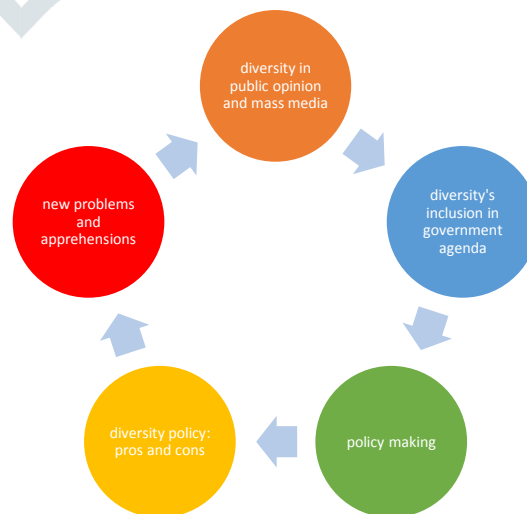 diversity in
public opinion
and mass media
diversity's
inclusion in
government
agenda
policy making
diversity policy:
pros and cons
new problems
and
apprehensions